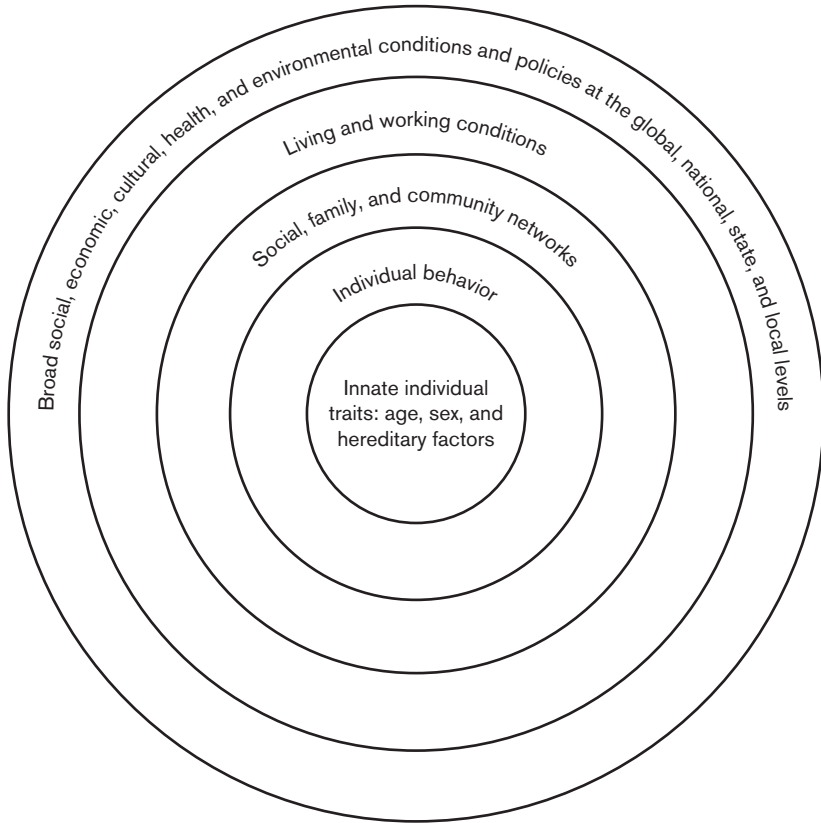 Broad social, economic, cultural, health, and environmental conditions and policies at the global, national, state, and local levels
Living and working conditions
Social, family, and community networks
Individual behavior
Innate individual
traits: age, sex, and
hereditary factors